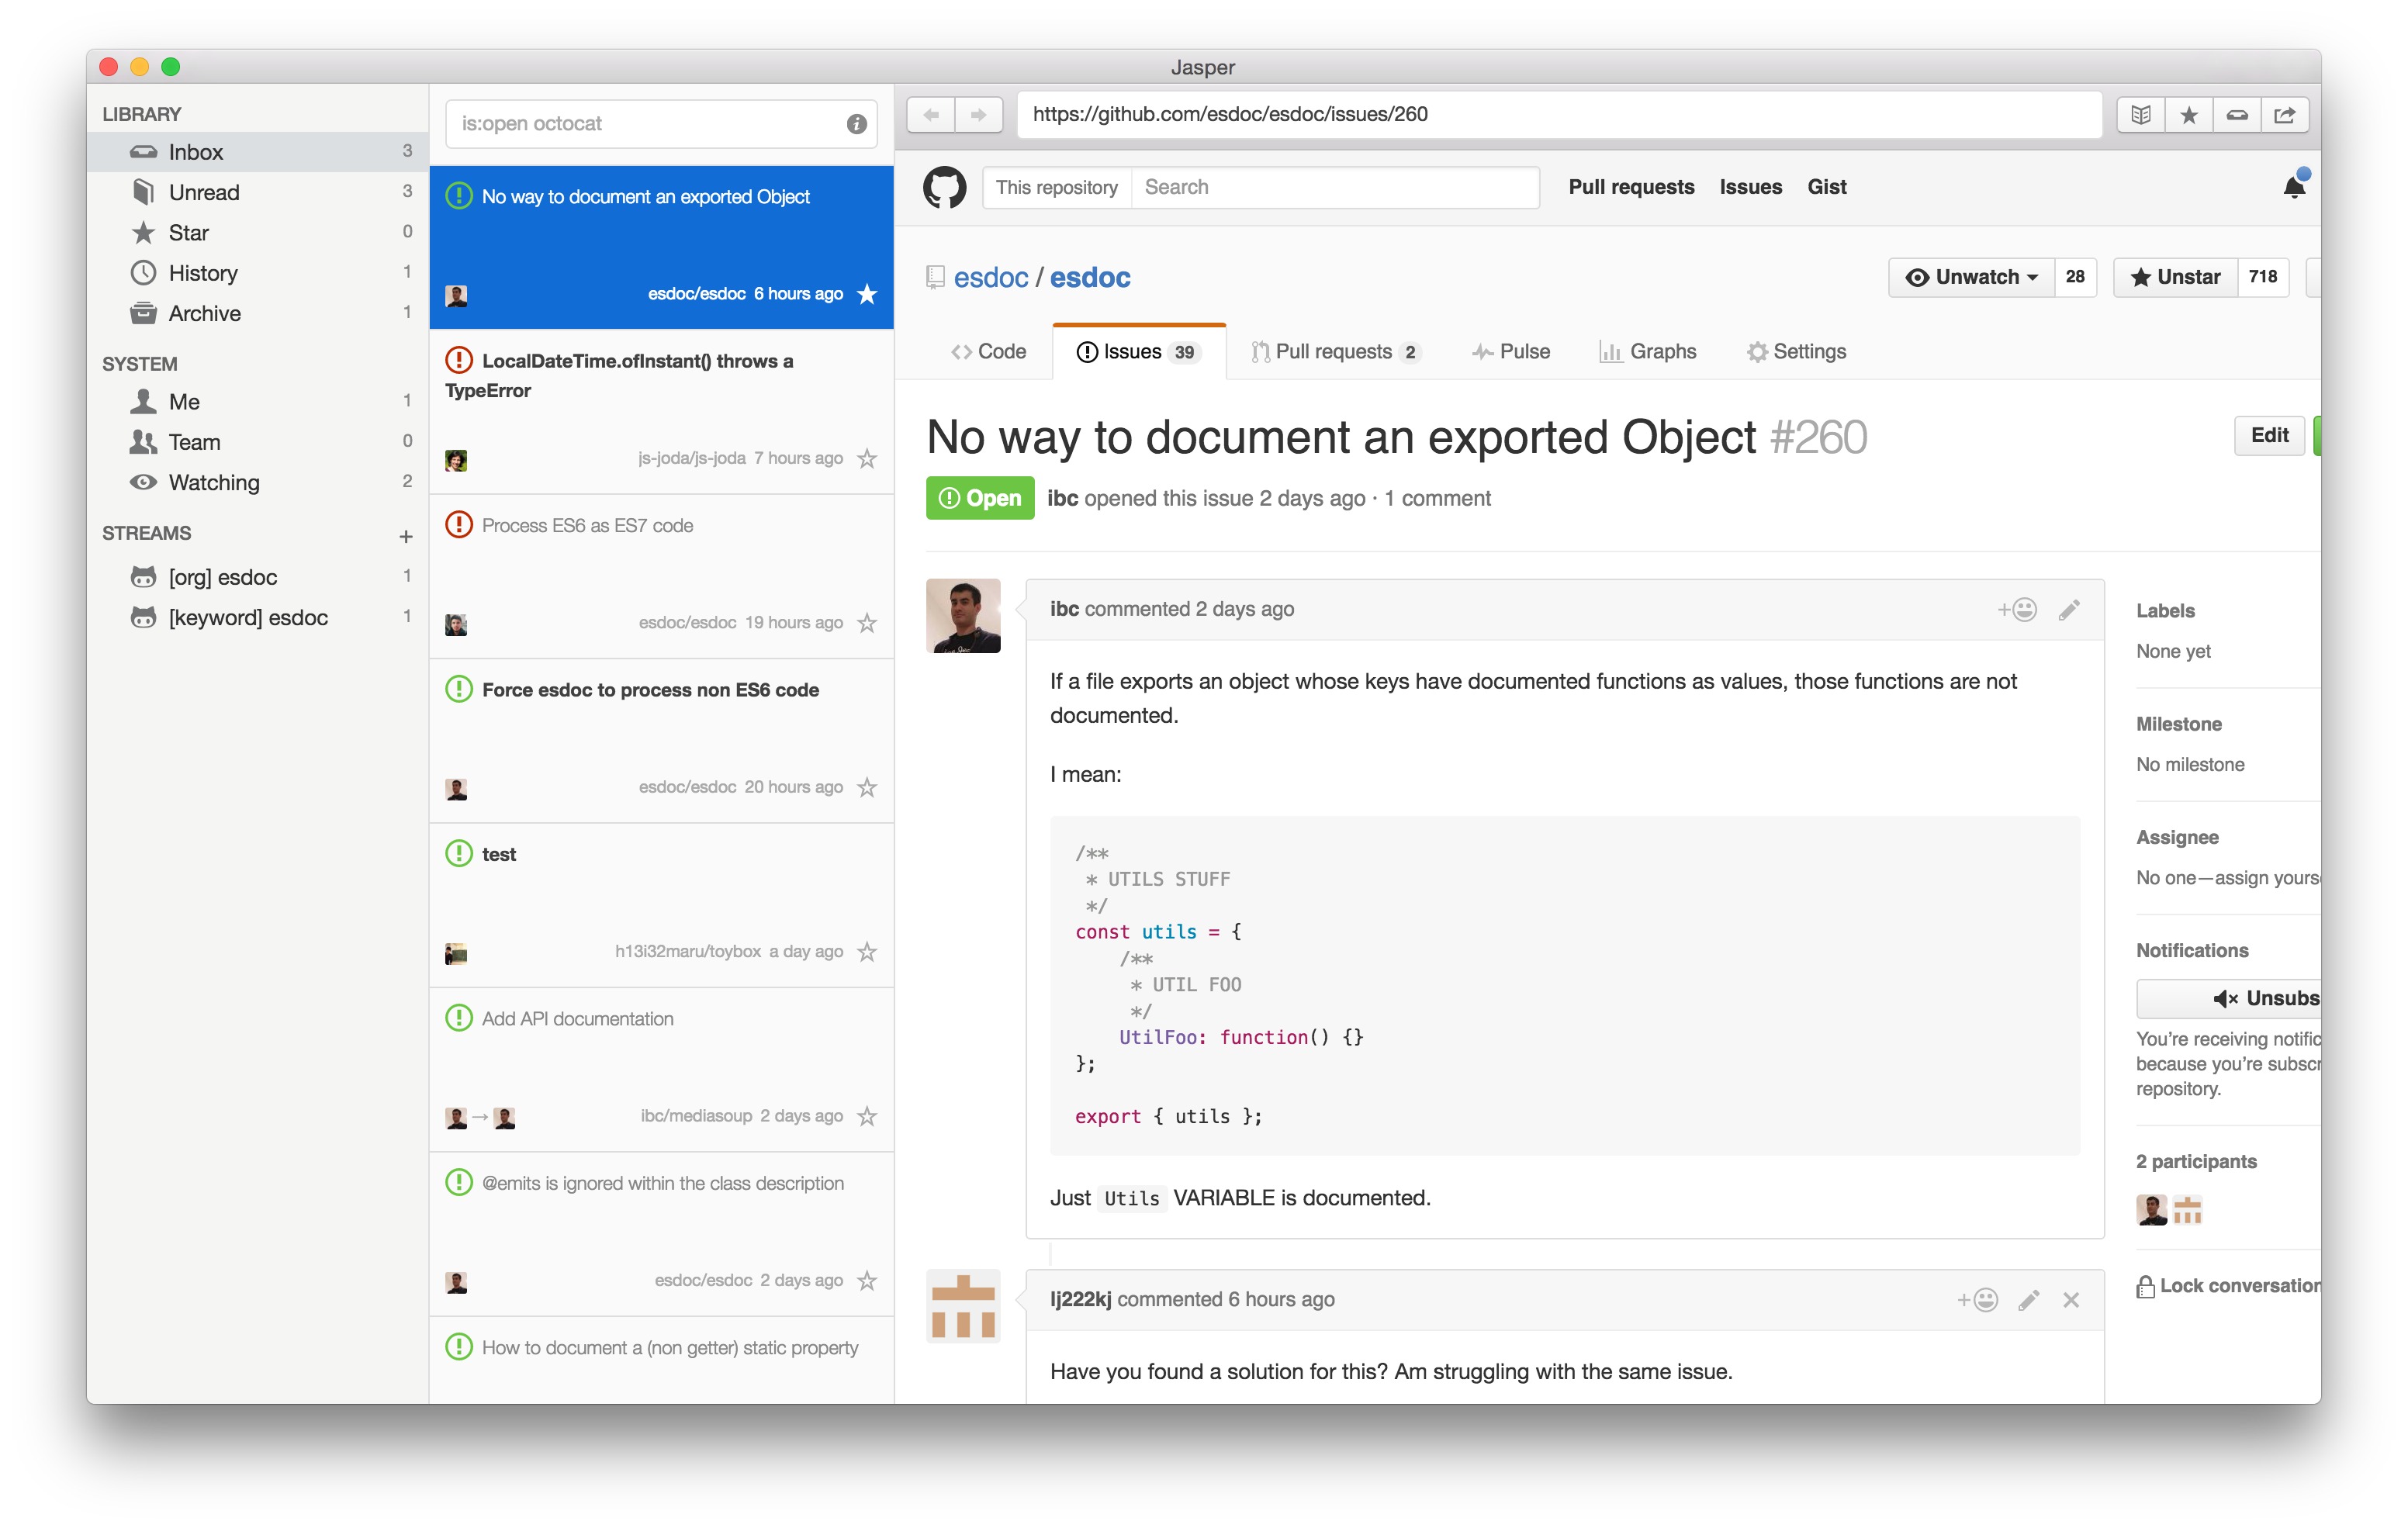 Jasper
LIBRARY
Inbox 3
Unread 3
Star 0
History 1
Archive 1
SYSTEM
Me 1
Team 0
Watching 2
STREAMS +
[org] esdoc 1
[keyword] esdoc 1
is:open octocat
No way to document an exported Object
esdoc/esdoc 6 hours ago
LocalDateTime.ofInstant() throws a
TypeError
js-joda/js-joda 7 hours ago
Process ES6 as ES7 code
esdoc/esdoc 19 hours ago
Force esdoc to process non ES6 code
esdoc/esdoc 20 hours ago
test
h13i32maru/toybox a day ago
Add API documentation
ibc/mediasoup 2 days ago
@emits is ignored within the class description
esdoc/esdoc 2 days ago
How to document a (non getter) static property
https://github.com/esdoc/esdoc/issues/260
This repository Search Pull requests Issues Gist
esdoc / esdoc Unwatch 28 Unstar 718
Code Issues 39 Pull requests 2 Pulse Graphs Settings
No way to document an exported Object #260 Edit
Open ibc opened this issue 2 days ago · 1 comment
ibc commented 2 days ago
If a file exports an object whose keys have documented functions as values, those functions are not
documented.
I mean:
/**
 * UTILS STUFF
 */
const utils = {
    /**
     * UTIL FOO
     */
    UtilFoo: function() {}
};
export { utils };
Just Utils VARIABLE is documented.
lj222kj commented 6 hours ago
Have you found a solution for this? Am struggling with the same issue.
Labels
None yet
Milestone
No milestone
Assignee
No one—assign yourse
Notifications
Unsubs
You’re receiving notific
because you’re subscr
repository.
2 participants
Lock conversation